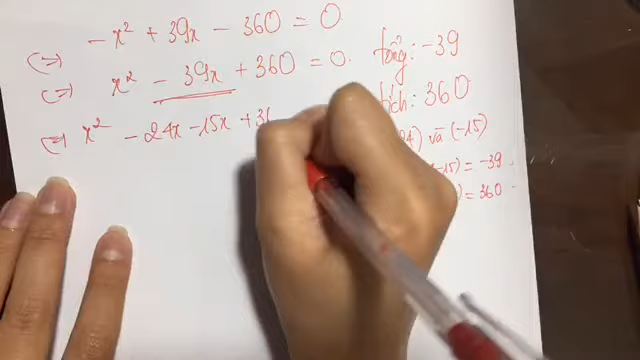 -x² + 39x - 360 = 0
⇔ x² - 39x + 360 = 0.
⇔ x² - 24x - 15x + 36
tổng: -39
tích: 360
24) và (-15)
(-15) = -39
) = 360